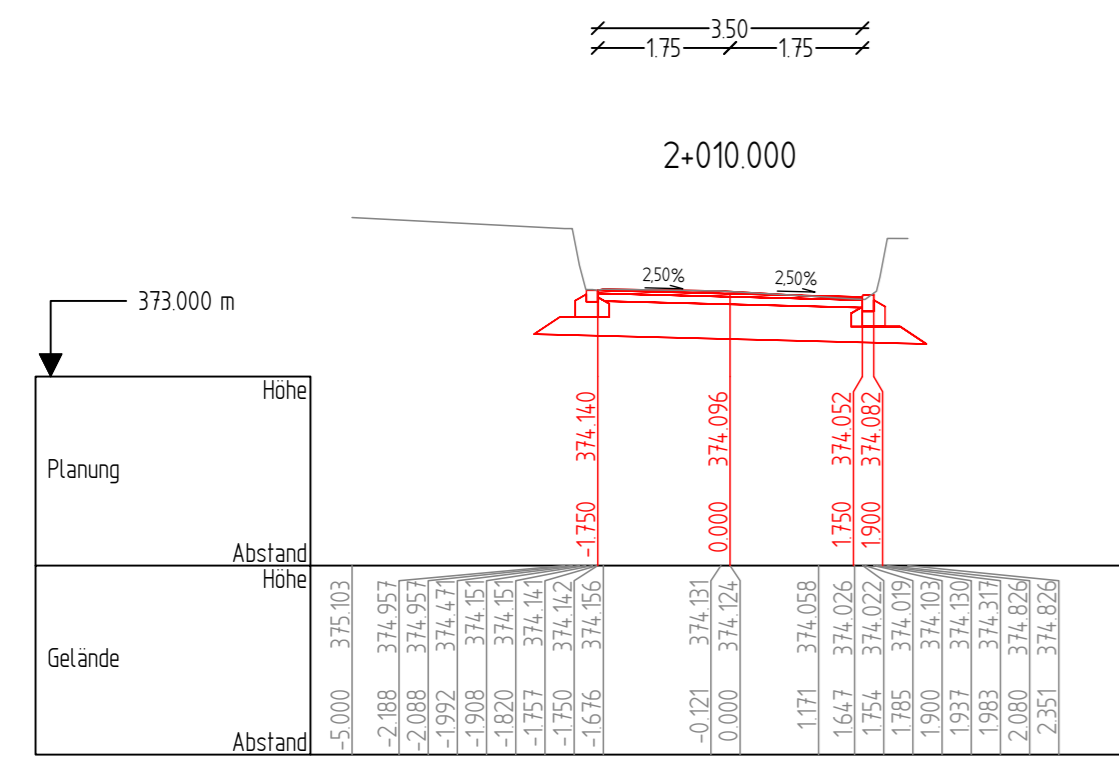 3.50
1.75 1.75
2+010.000
2,50% 2,50%
373.000 m
Höhe
Planung
Abstand
374.140 374.096 374.052 374.082
-1.750 0.000 1.750 1.900
Höhe
Gelände
Abstand
375.103 374.957 374.957 374.471 374.151 374.151 374.141 374.142 374.156 374.131 374.124 374.058 374.026 374.022 374.019 374.103 374.130 374.317 374.826 374.826
-5.000 -2.188 -2.088 -1.992 -1.908 -1.820 -1.757 -1.750 -1.676 -0.121 0.000 1.171 1.647 1.754 1.785 1.900 1.937 1.983 2.080 2.351